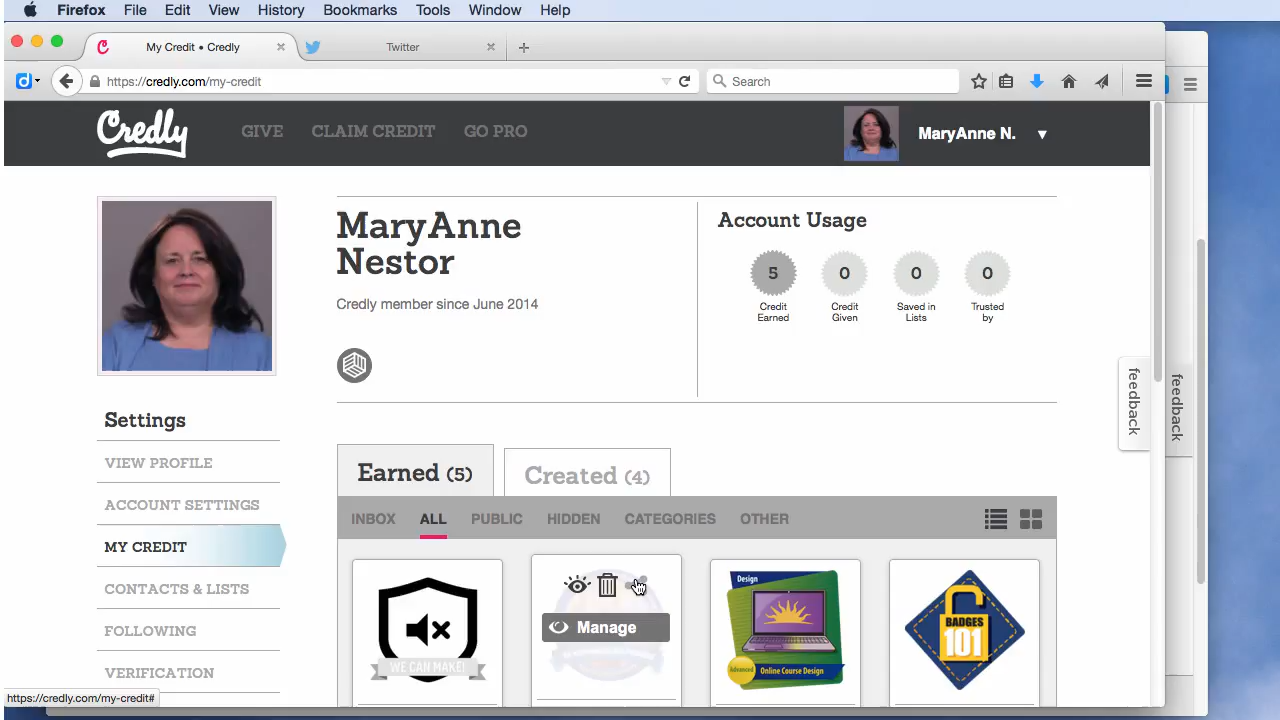 Firefox File Edit View History Bookmarks Tools Window Help
My Credit • Credly
Twitter
https://credly.com/my-credit
Search
Credly
GIVE
CLAIM CREDIT
GO PRO
MaryAnne N.
MaryAnne
Nestor
Credly member since June 2014
Account Usage
5
0
0
0
Credit
Earned
Credit
Given
Saved in
Lists
Trusted
by
feedback
feedback
Settings
VIEW PROFILE
ACCOUNT SETTINGS
MY CREDIT
CONTACTS & LISTS
FOLLOWING
VERIFICATION
Earned (5)
Created (4)
INBOX
ALL
PUBLIC
HIDDEN
CATEGORIES
OTHER
WE CAN MAKE!
Manage
Design
Advanced
Online Course Design
BADGES
101
https://credly.com/my-credit#